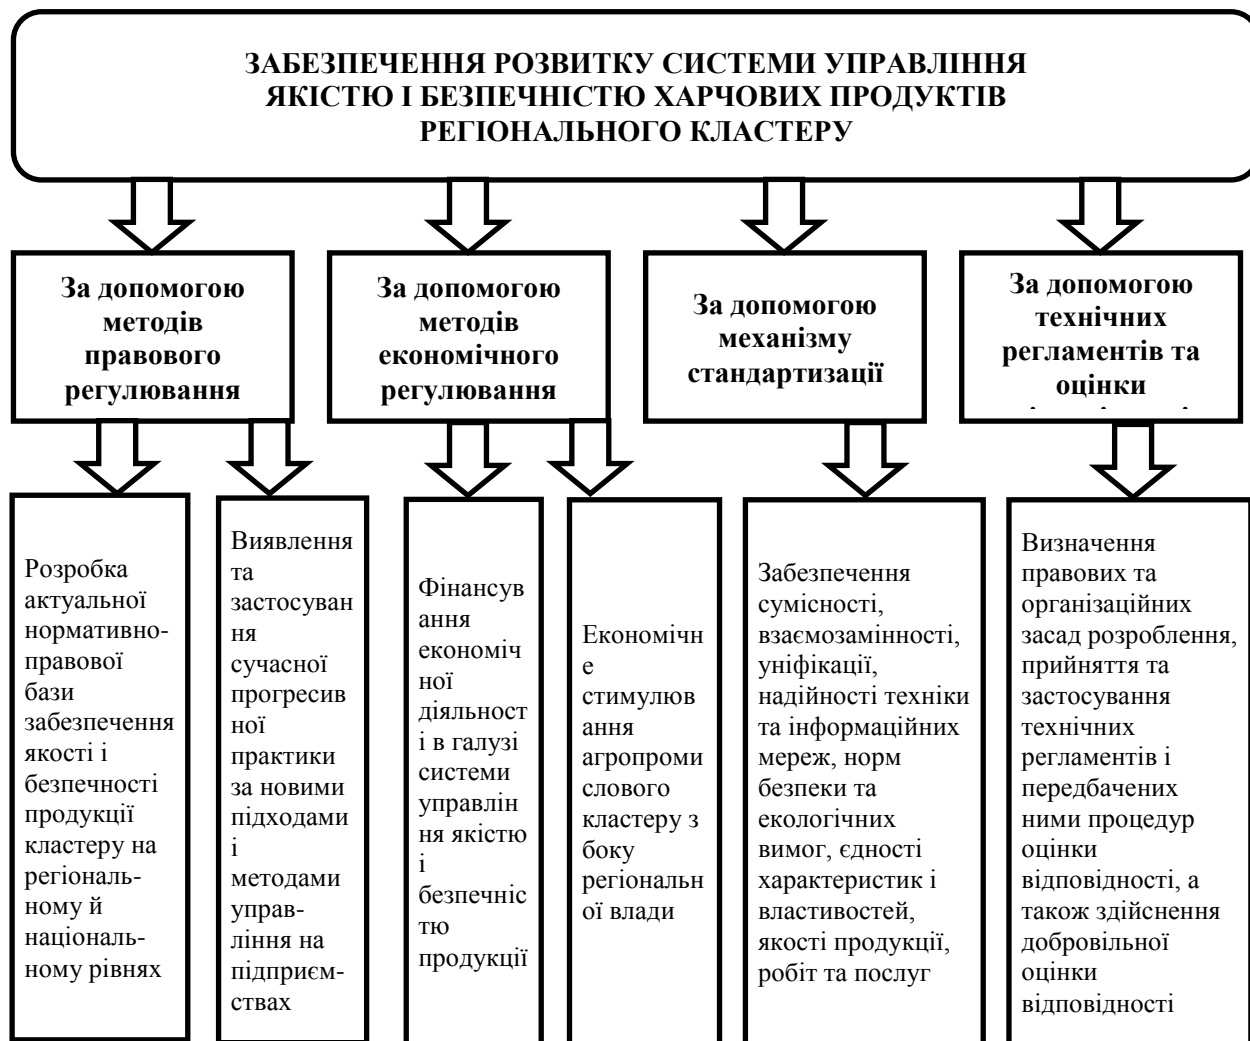 ЗАБЕЗПЕЧЕННЯ РОЗВИТКУ СИСТЕМИ УПРАВЛІННЯ
ЯКІСТЮ І БЕЗПЕЧНІСТЮ ХАРЧОВИХ ПРОДУКТІВ
РЕГІОНАЛЬНОГО КЛАСТЕРУ
За допомогою
методів
правового
регулювання
За допомогою
методів
економічного
регулювання
За допомогою
механізму
стандартизації
За допомогою
технічних
регламентів та
оцінки
Розробка
актуальної
нормативно-
правової
бази
забезпечення
якості і
безпечності
продукції
кластеру на
регіональ-
ному й
національ-
ному рівнях
Виявлення
та
застосуван
ня
сучасної
прогресив
ної
практики
за новими
підходами
і
методами
управ-
ління на
підприєм-
ствах
Фінансув
ання
економіч
ної
діяльност
і в галузі
системи
управлін
ня якістю
і
безпечніс
тю
продукції
Економічн
е
стимулюв
ання
агропроми
слового
кластеру з
боку
регіональн
ої влади
Забезпечення
сумісності,
взаємозамінності,
уніфікації,
надійності техніки
та інформаційних
мереж, норм
безпеки та
екологічних
вимог, єдності
характеристик і
властивостей,
якості продукції,
робіт та послуг
Визначення
правових та
організаційних
засад розроблення,
прийняття та
застосування
технічних
регламентів і
передбачених
ними процедур
оцінки
відповідності, а
також здійснення
добровільної
оцінки
відповідності